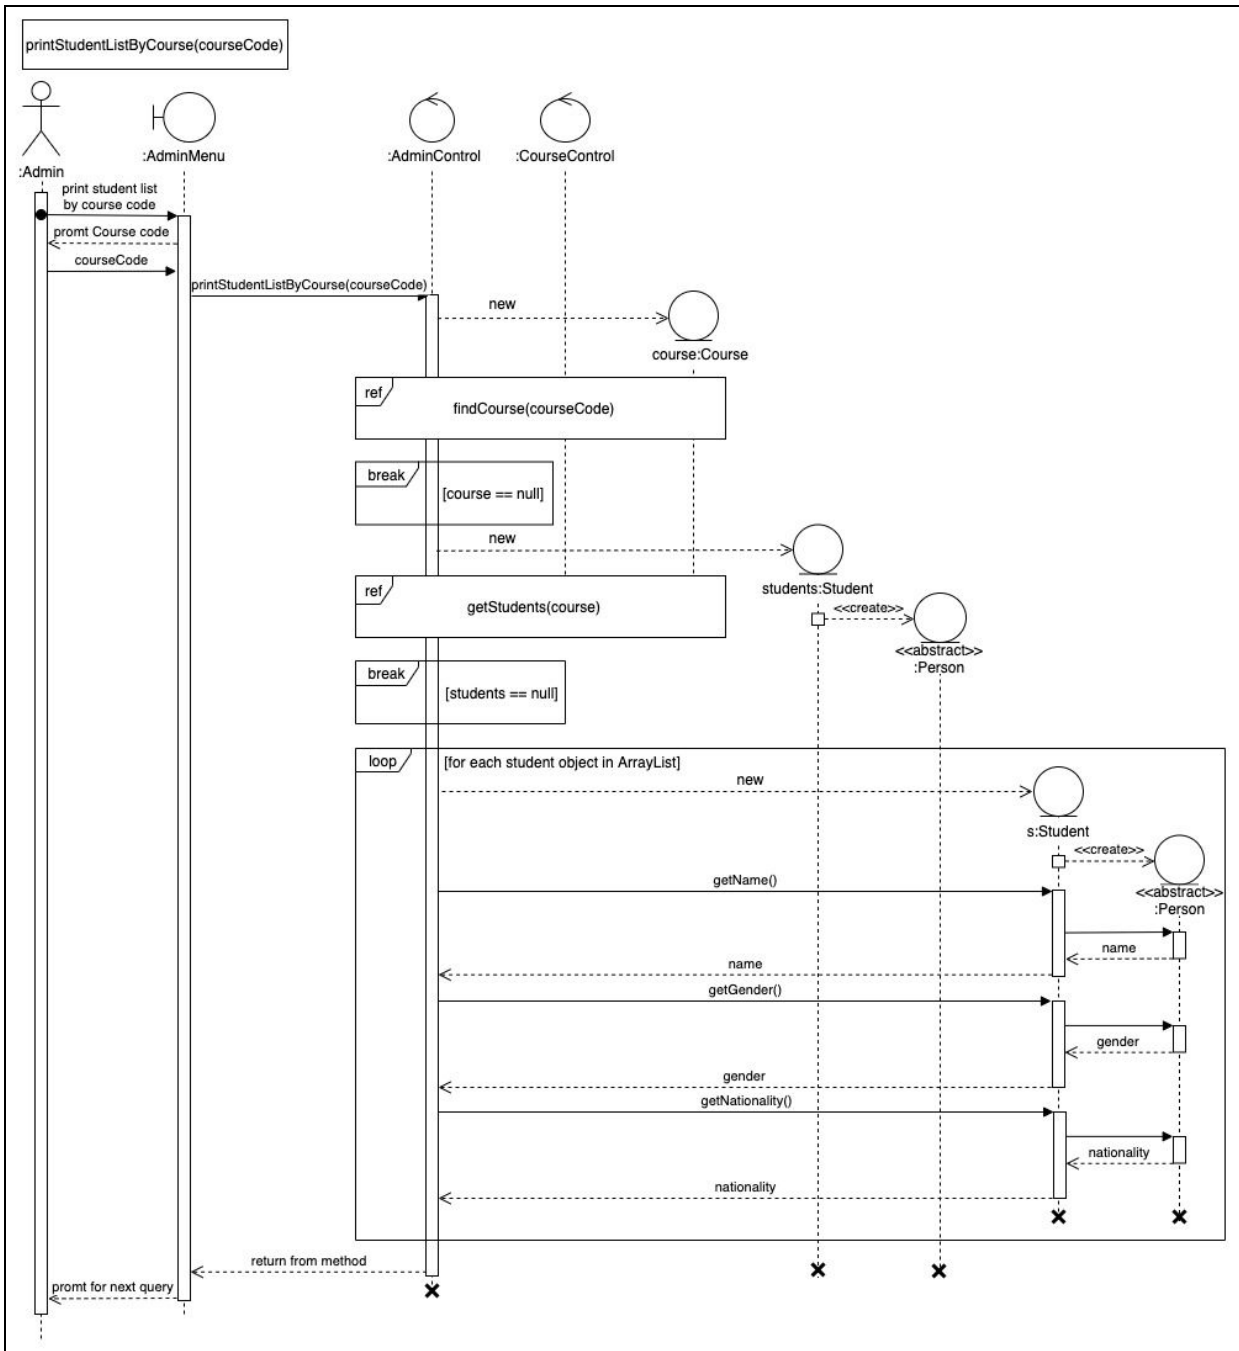 printStudentListByCourse(courseCode)
:Admin
:AdminMenu
:AdminControl
:CourseControl
print student list
by course code
promt Course code
courseCode
printStudentListByCourse(courseCode)
new
course:Course
ref
findCourse(courseCode)
break
[course == null]
new
students:Student
ref
getStudents(course)
<<create>>
<<abstract>>
:Person
break
[students == null]
loop
[for each student object in ArrayList]
new
s:Student
<<create>>
<<abstract>>
:Person
getName()
name
name
getGender()
gender
gender
getNationality()
nationality
nationality
return from method
promt for next query